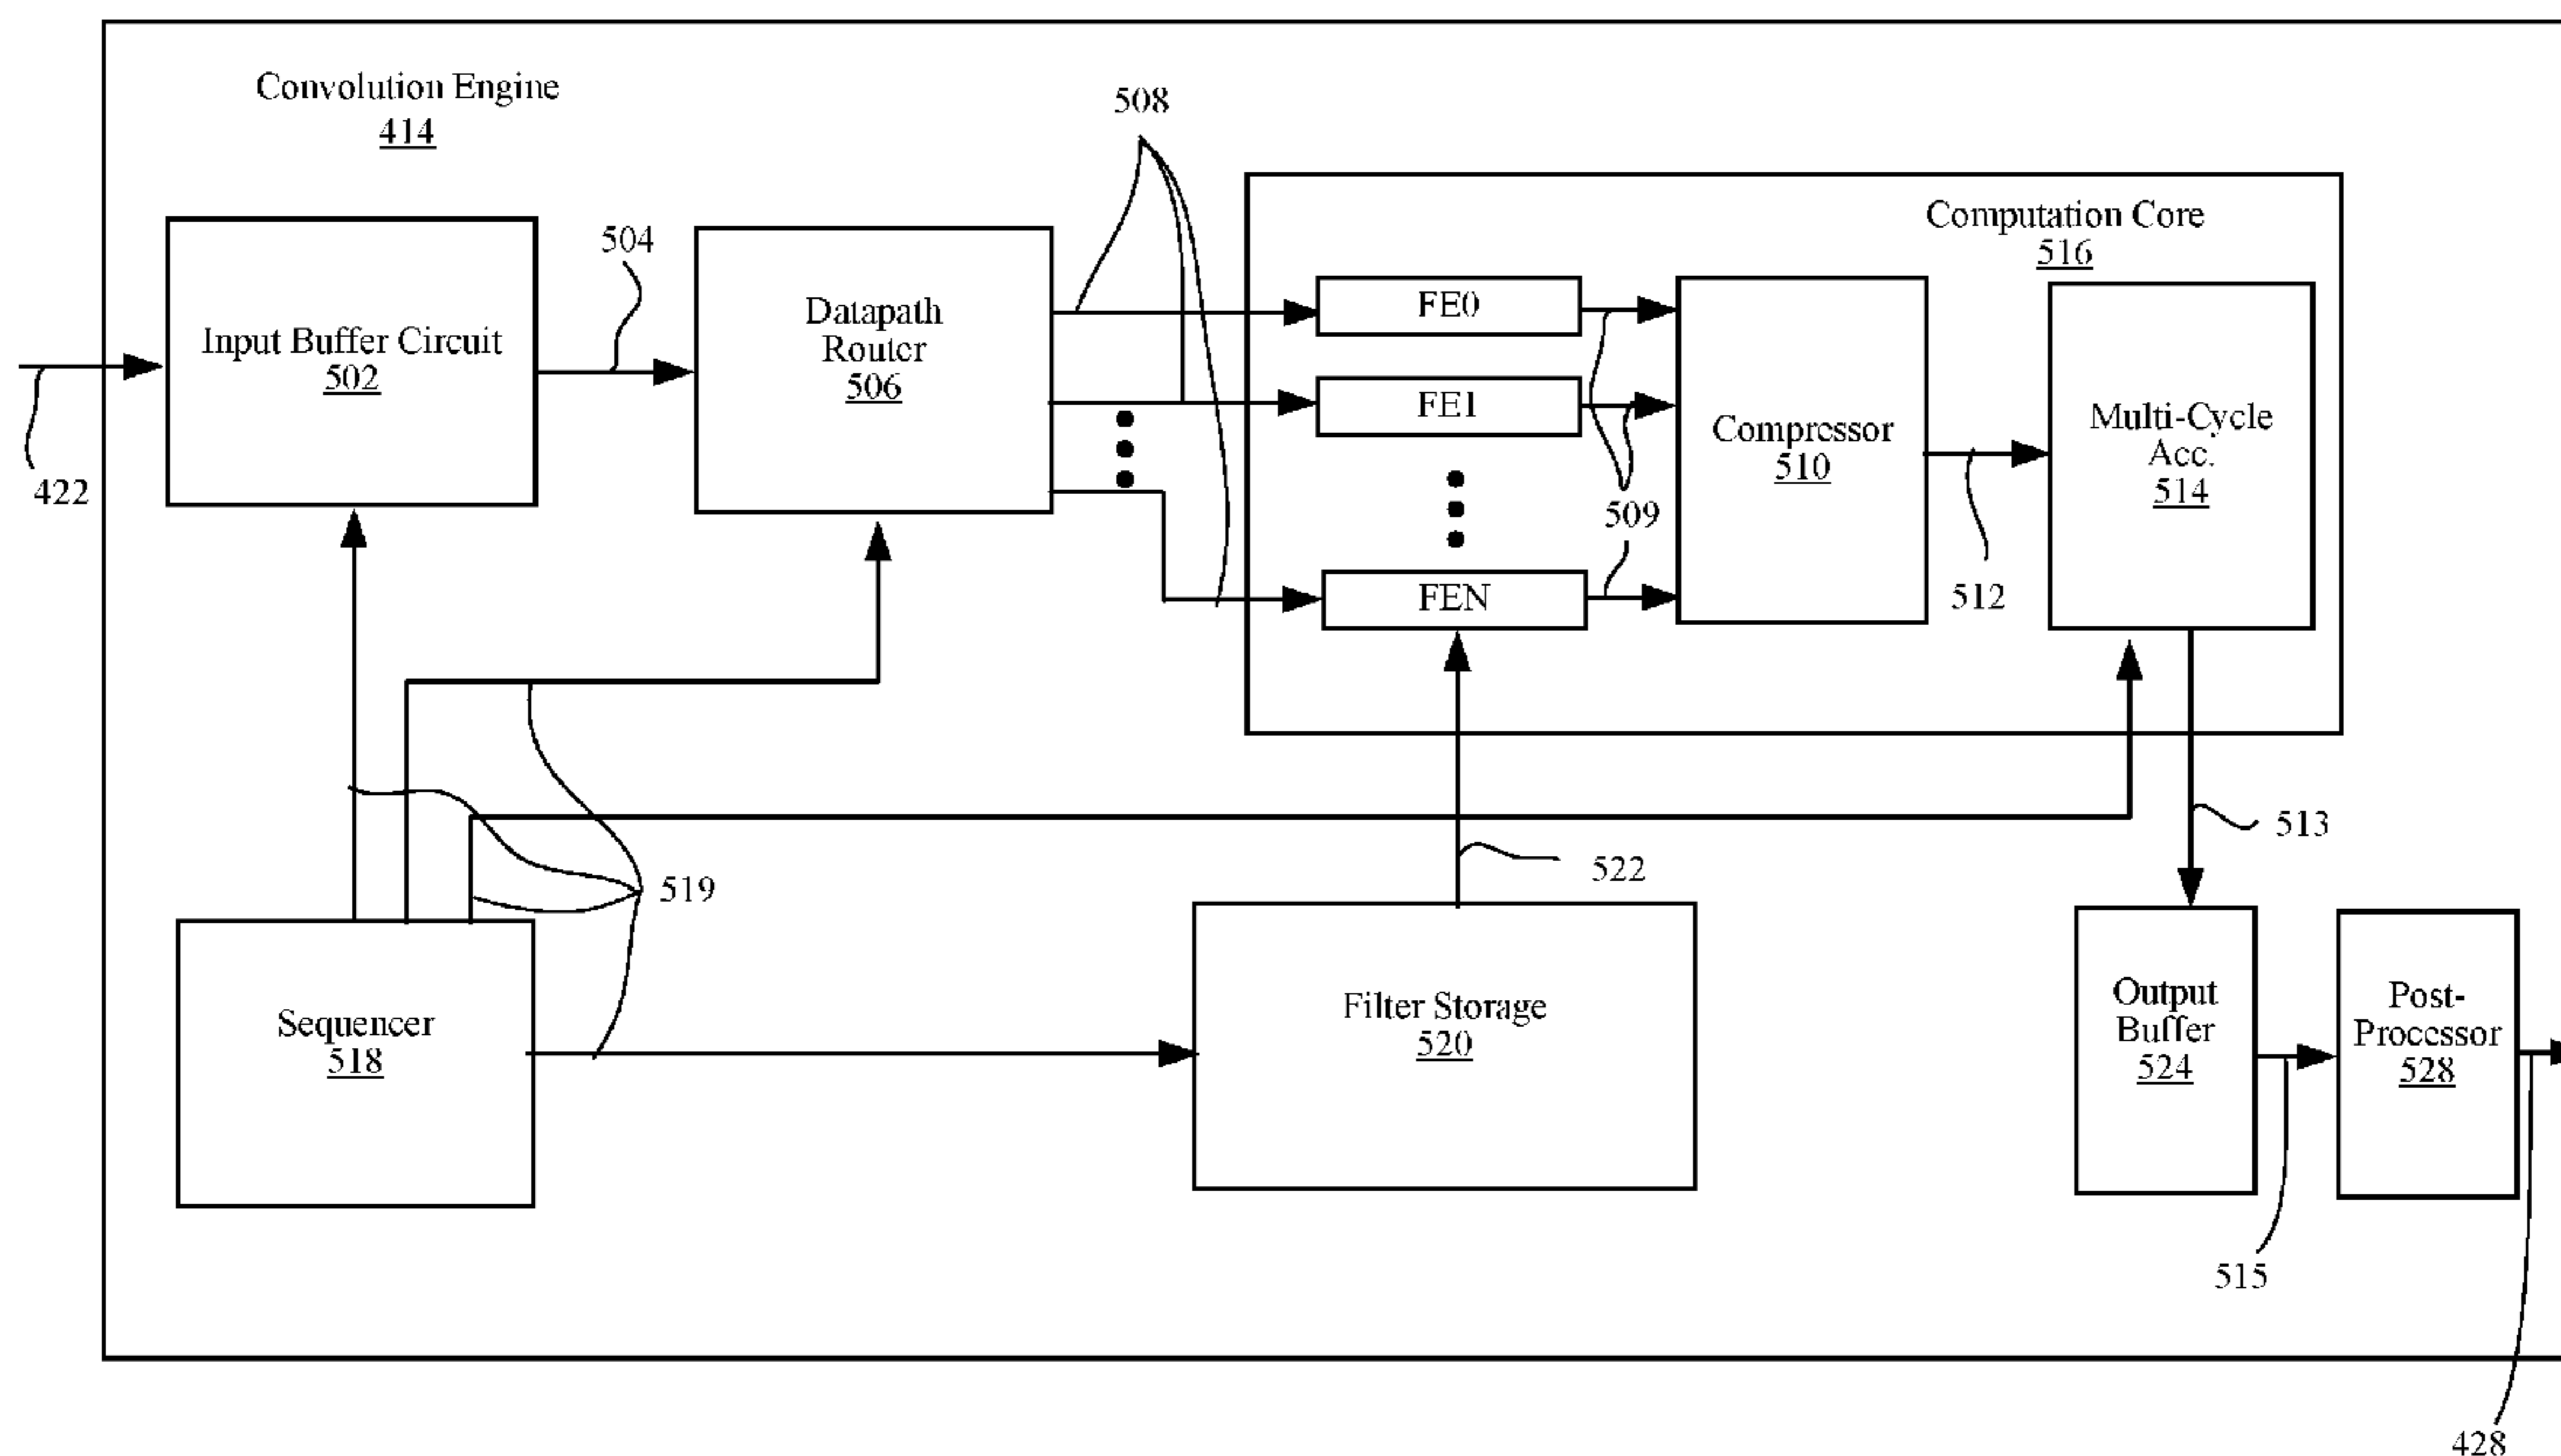 Convolution Engine
414
508
Computation Core
516
504
Input Buffer Circuit
502
Datapath
Router
506
FE0
FE1
FEN
Compressor
510
Multi-Cycle
Acc.
514
422
509
512
519
522
513
Sequencer
518
Filter Storage
520
Output
Buffer
524
Post-
Processor
528
515
428